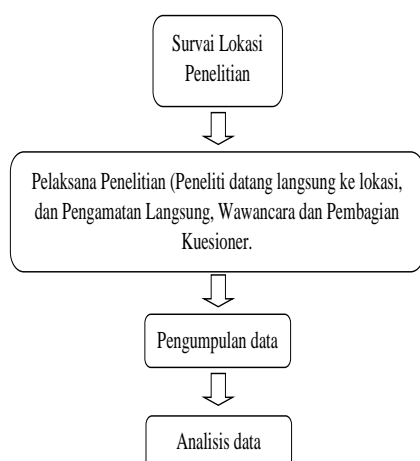 Survai Lokasi
Penelitian
Pelaksana Penelitian (Peneliti datang langsung ke lokasi,
dan Pengamatan Langsung, Wawancara dan Pembagian
Kuesioner.
Pengumpulan data
Analisis data